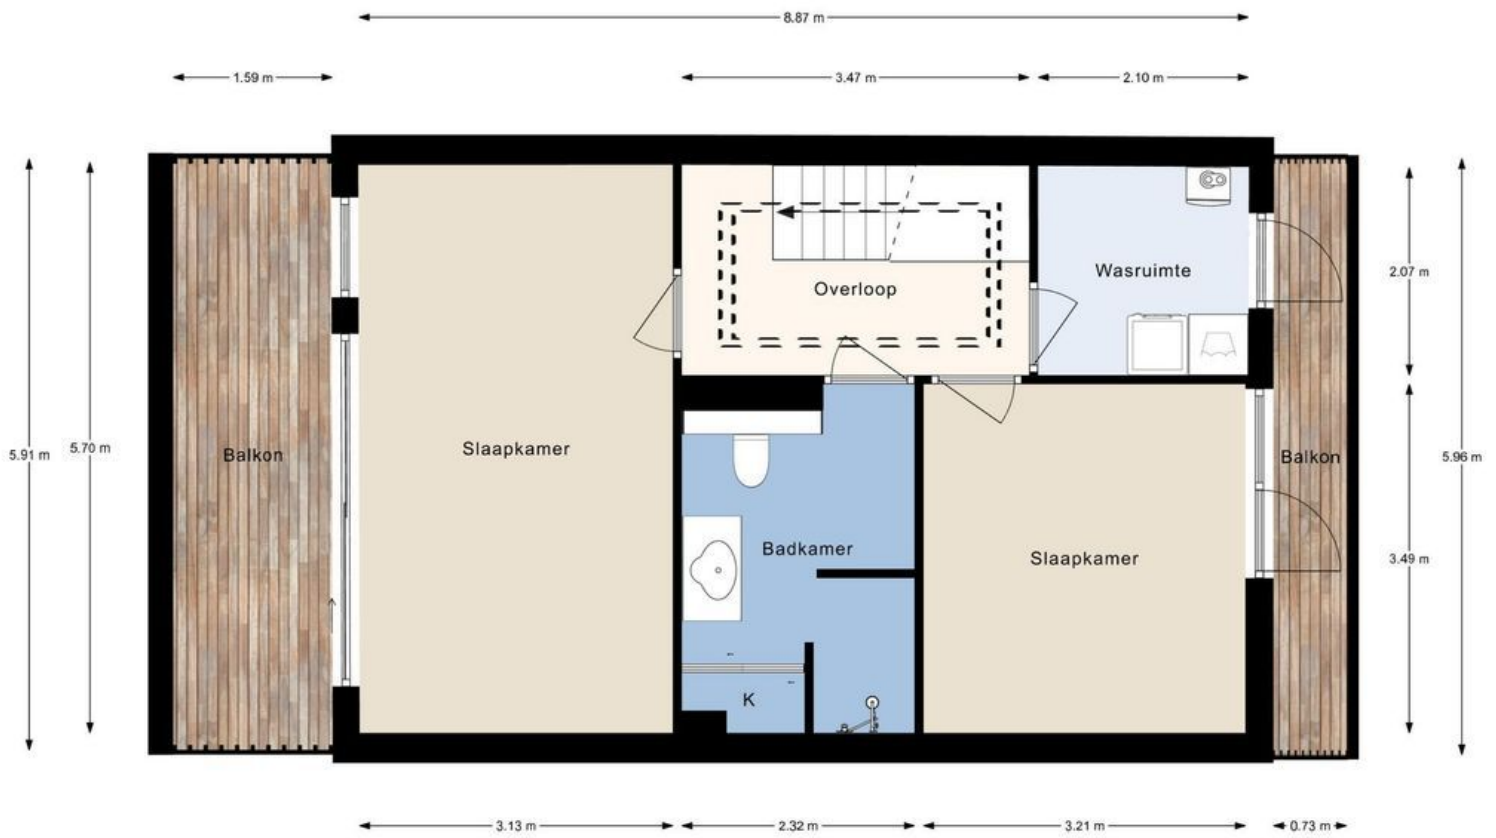 8.87 m
1.59 m
3.47 m
2.10 m
Overloop
Wasruimte
2.07 m
5.91 m
5.70 m
Balkon
Slaapkamer
Balkon
5.96 m
Badkamer
Slaapkamer
3.49 m
K
3.13 m
2.32 m
3.21 m
0.73 m